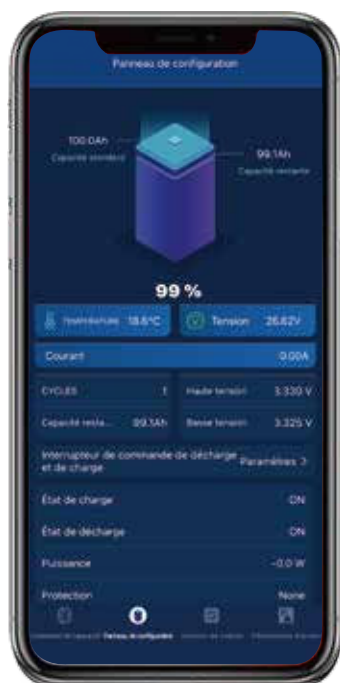 Panneau de configuration
100.0Ah
Capacité standard
99.1Ah
Capacité restante
99 %
TEMPÉRATURE 18.6°C
Tension 26.62V
Courant 0.00A
CYCLES 1
Haute tension 3.330 V
Capacité resta... 99.1Ah
Basse tension 3.325 V
Interrupteur de commande de décharge
et de charge
Paramètres >
État de charge ON
État de décharge ON
Puissance -0.0 W
Protection None
Panneau de configuration